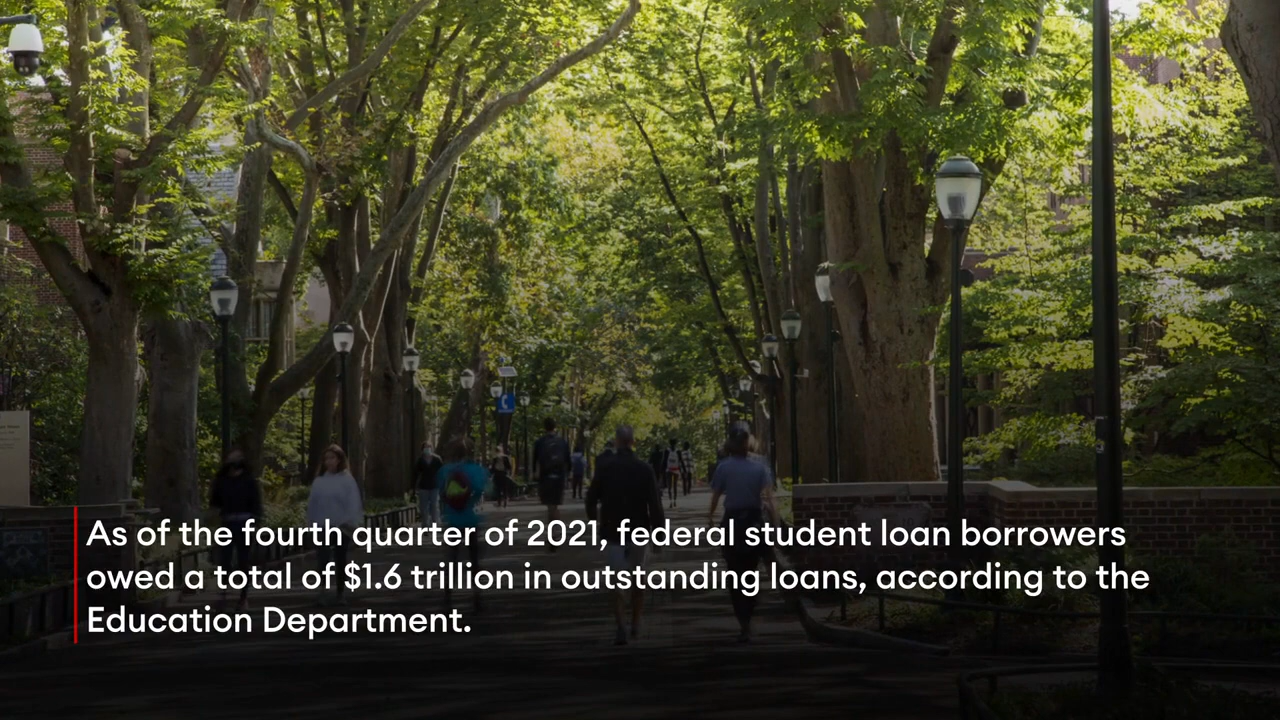 As of the fourth quarter of 2021, federal student loan borrowers
owed a total of $1.6 trillion in outstanding loans, according to the
Education Department.